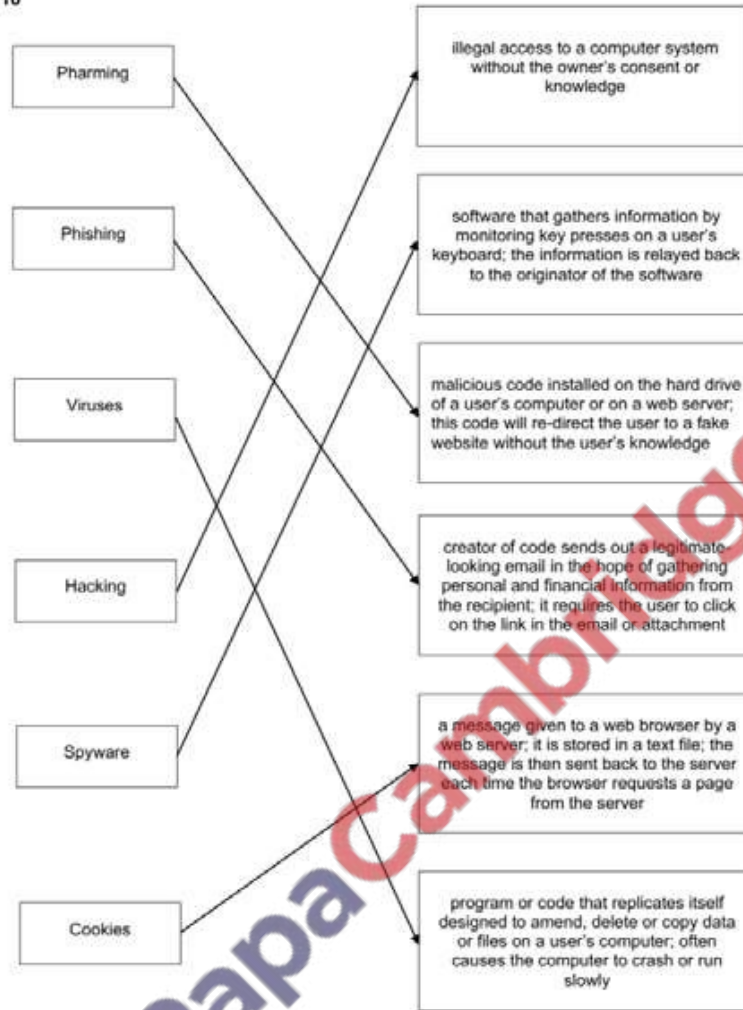 Pharming
illegal access to a computer system
without the owner's consent or
knowledge
Phishing
software that gathers information by
monitoring key presses on a user's
keyboard; the information is relayed back
to the originator of the software
Viruses
malicious code installed on the hard drive
of a user's computer or on a web server;
this code will re-direct the user to a fake
website without the user's knowledge
Hacking
creator of code sends out a legitimate-
looking email in the hope of gathering
personal and financial information from
the recipient; it requires the user to click
on the link in the email or attachment
Spyware
a message given to a web browser by a
web server; it is stored in a text file; the
message is then sent back to the server
each time the browser requests a page
from the server
Cookies
program or code that replicates itself
designed to amend, delete or copy data
or files on a user's computer; often
causes the computer to crash or run
slowly
PapaCambridge